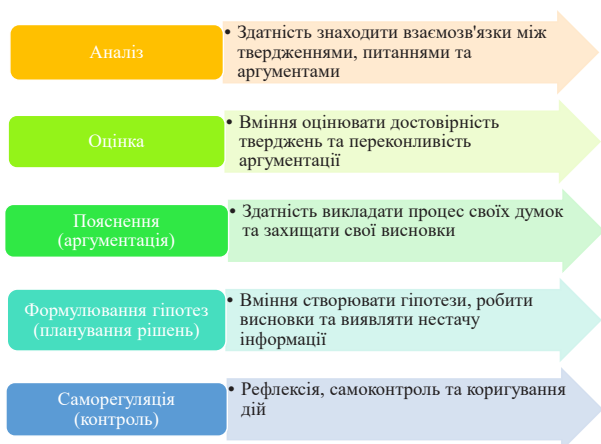 Аналіз
• Здатність знаходити взаємозв'язки між
твердженнями, питаннями та
аргументами
Оцінка
• Вміння оцінювати достовірність
тверджень та переконливість
аргументації
Пояснення
(аргументація)
• Здатність викладати процес своїх думок
та захищати свої висновки
Формулювання гіпотез
(планування рішень)
• Вміння створювати гіпотези, робити
висновки та виявляти нестачу
інформації
Саморегуляція
(контроль)
• Рефлексія, самоконтроль та коригування
дій